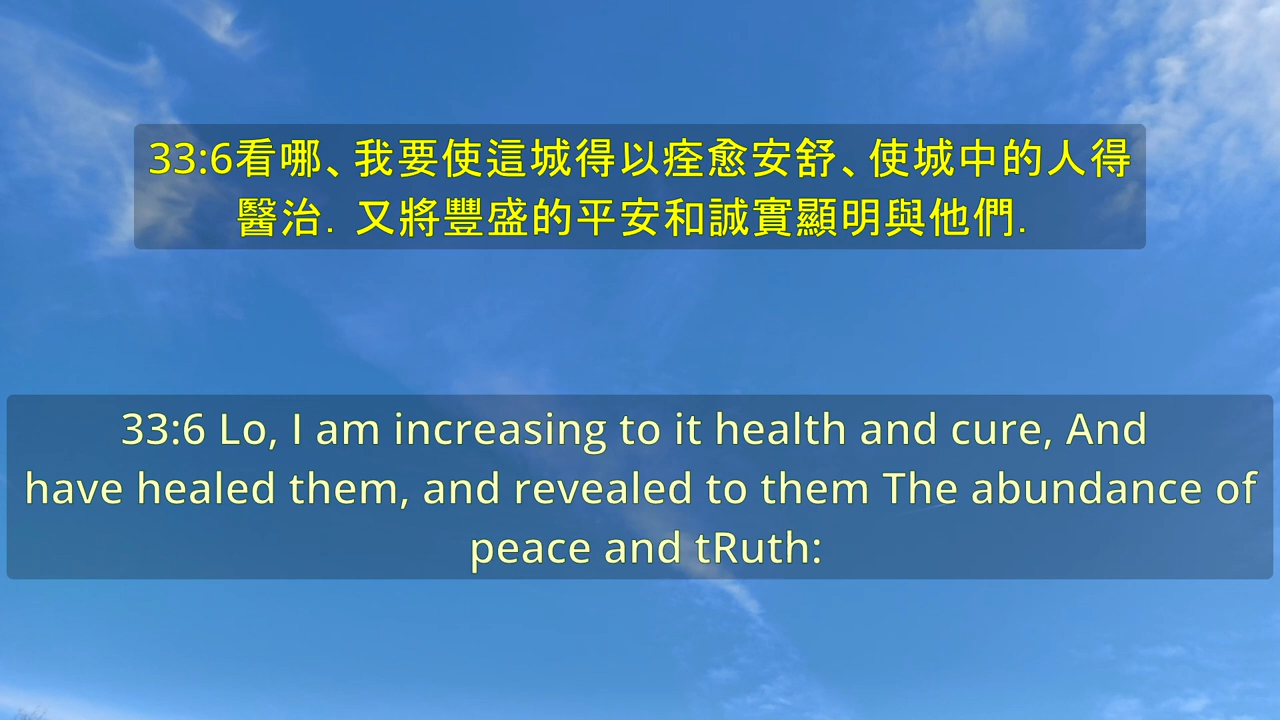 33:6看哪、我要使這城得以痊愈安舒、使城中的人得
醫治．又將豐盛的平安和誠實顯明與他們．
33:6 Lo, I am increasing to it health and cure, And
have healed them, and revealed to them The abundance of
peace and tRuth: